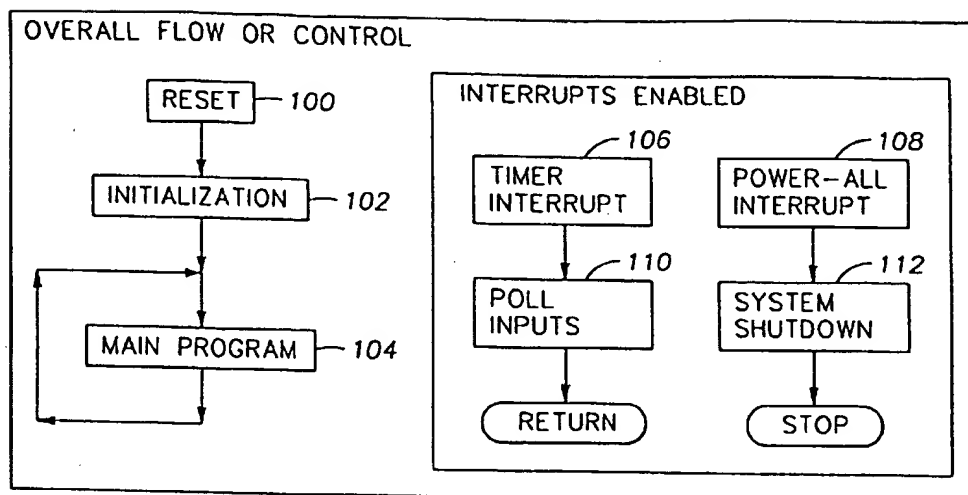 OVERALL FLOW OR CONTROL
RESET
100
INITIALIZATION
102
MAIN PROGRAM
104
INTERRUPTS ENABLED
106
TIMER
INTERRUPT
110
POLL
INPUTS
RETURN
108
POWER-ALL
INTERRUPT
112
SYSTEM
SHUTDOWN
STOP